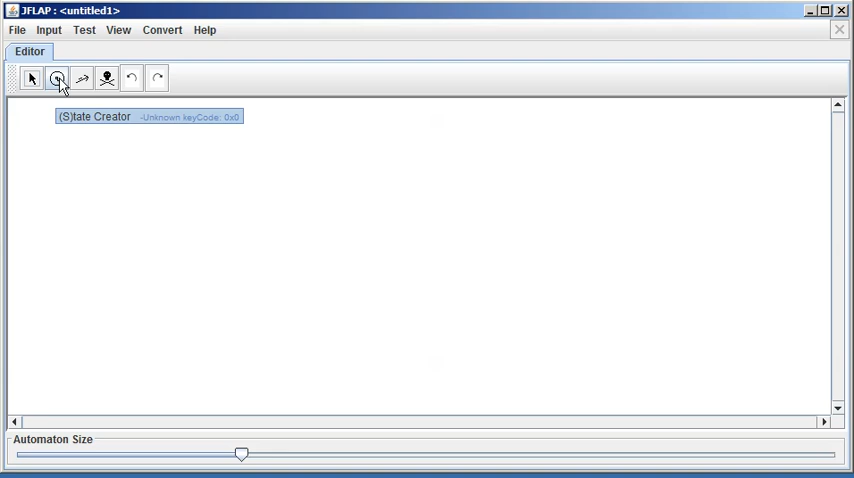 JFLAP : <untitled1>
File Input Test View Convert Help
Editor
(S)tate Creator -Unknown keyCode: 0x0
Automaton Size